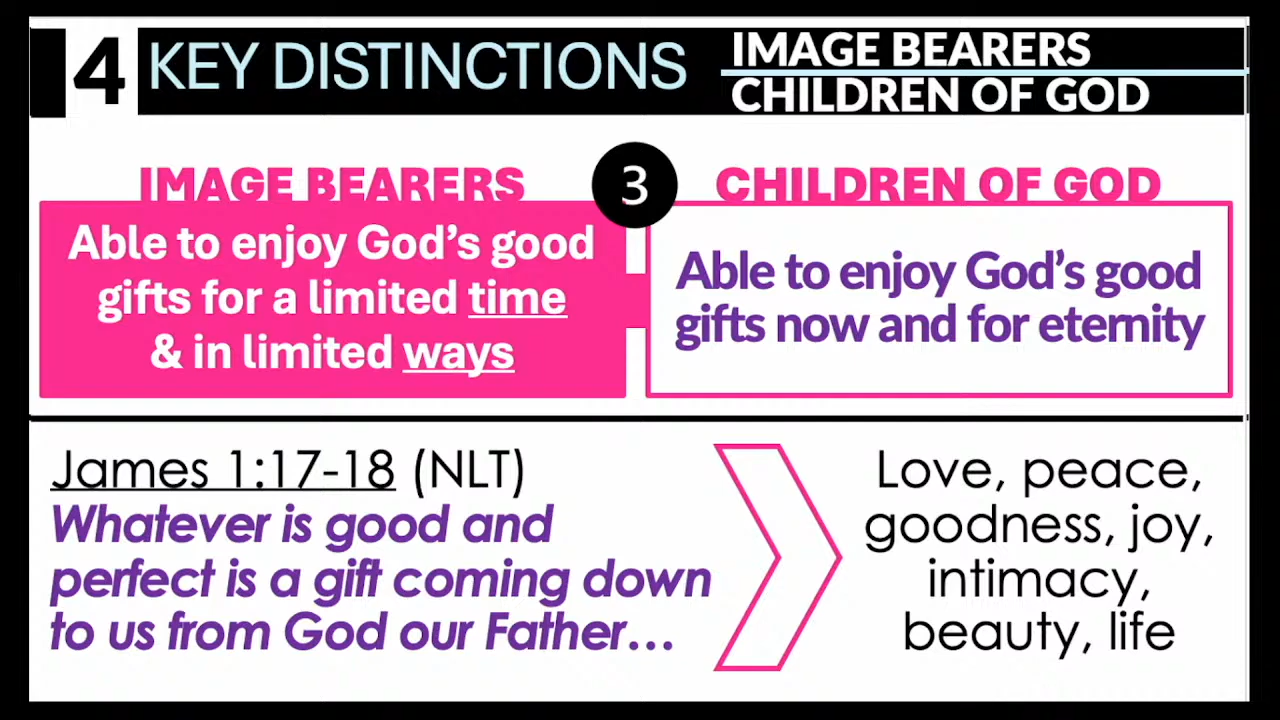 4 KEY DISTINCTIONS
IMAGE BEARERS
CHILDREN OF GOD
IMAGE BEARERS
3
CHILDREN OF GOD
Able to enjoy God's good
gifts for a limited time
& in limited ways
Able to enjoy God's good
gifts now and for eternity
James 1:17-18 (NLT)
Whatever is good and
perfect is a gift coming down
to us from God our Father...
Love, peace,
goodness, joy,
intimacy,
beauty, life